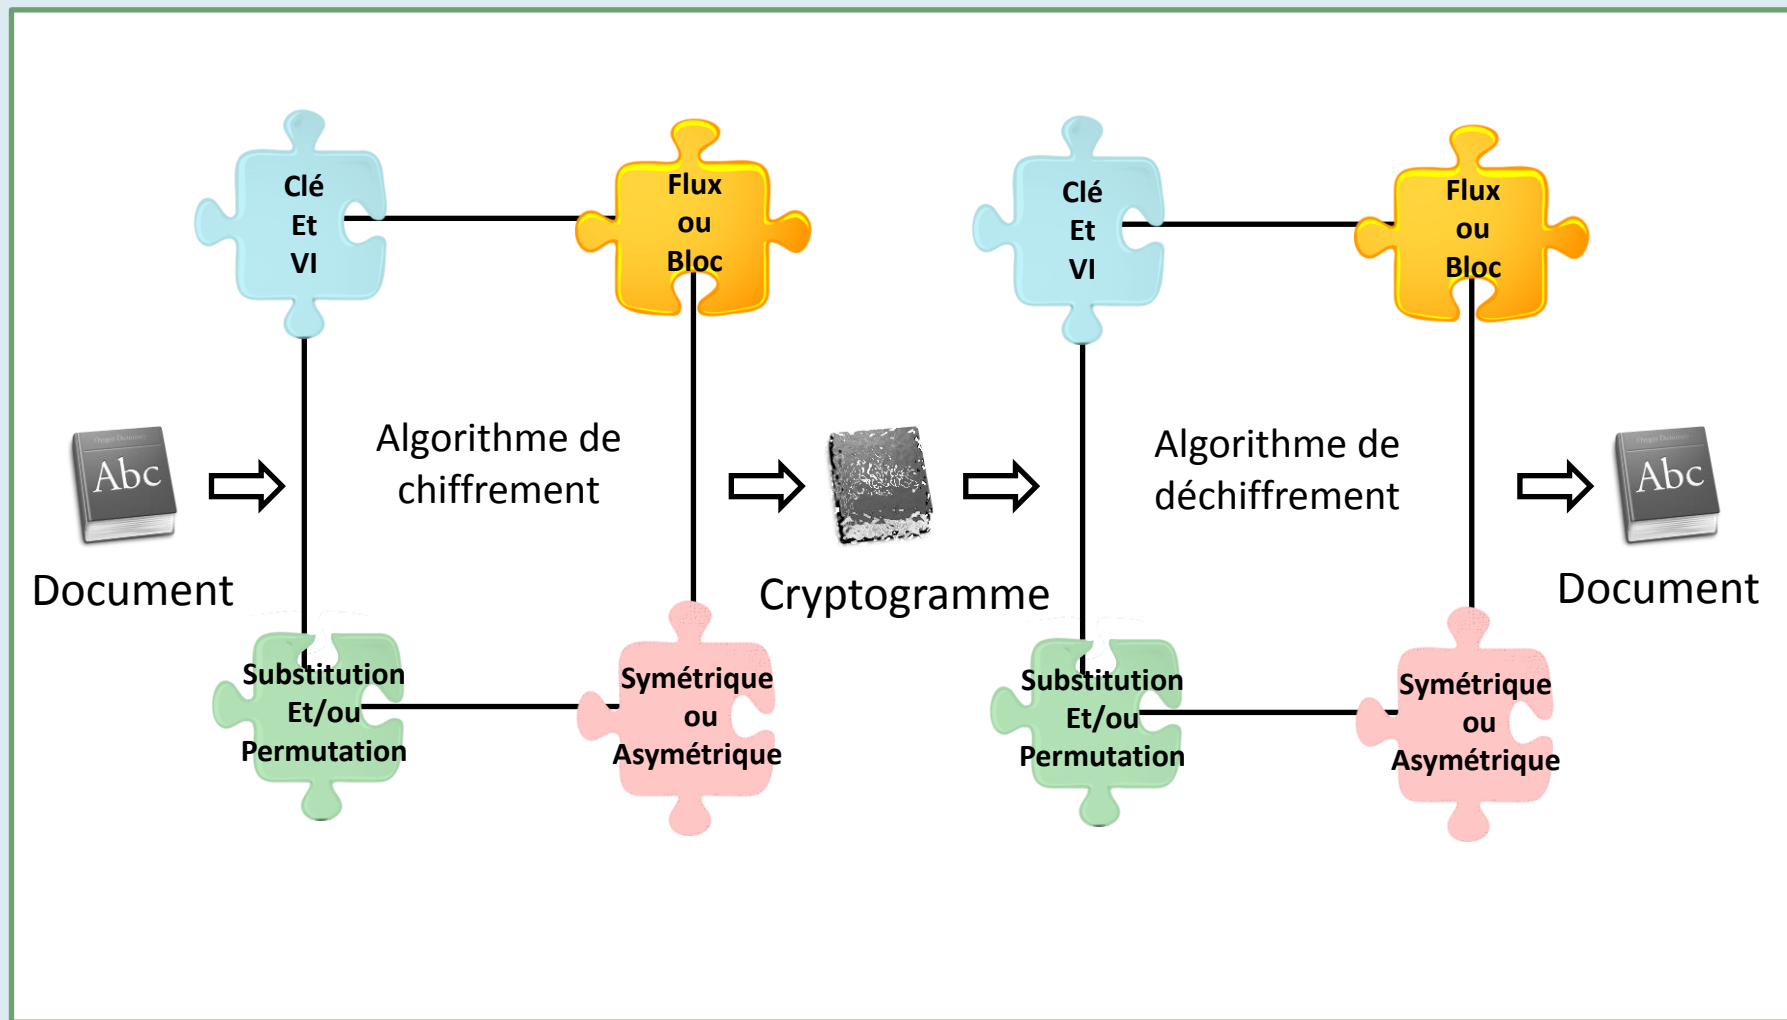 Clé
Et
VI
Flux
ou
Bloc
Algorithme de
chiffrement
Abc
Document
Substitution
Et/ou
Permutation
Symétrique
ou
Asymétrique
Cryptogramme
Clé
Et
VI
Flux
ou
Bloc
Algorithme de
déchiffrement
Substitution
Et/ou
Permutation
Symétrique
ou
Asymétrique
Abc
Document